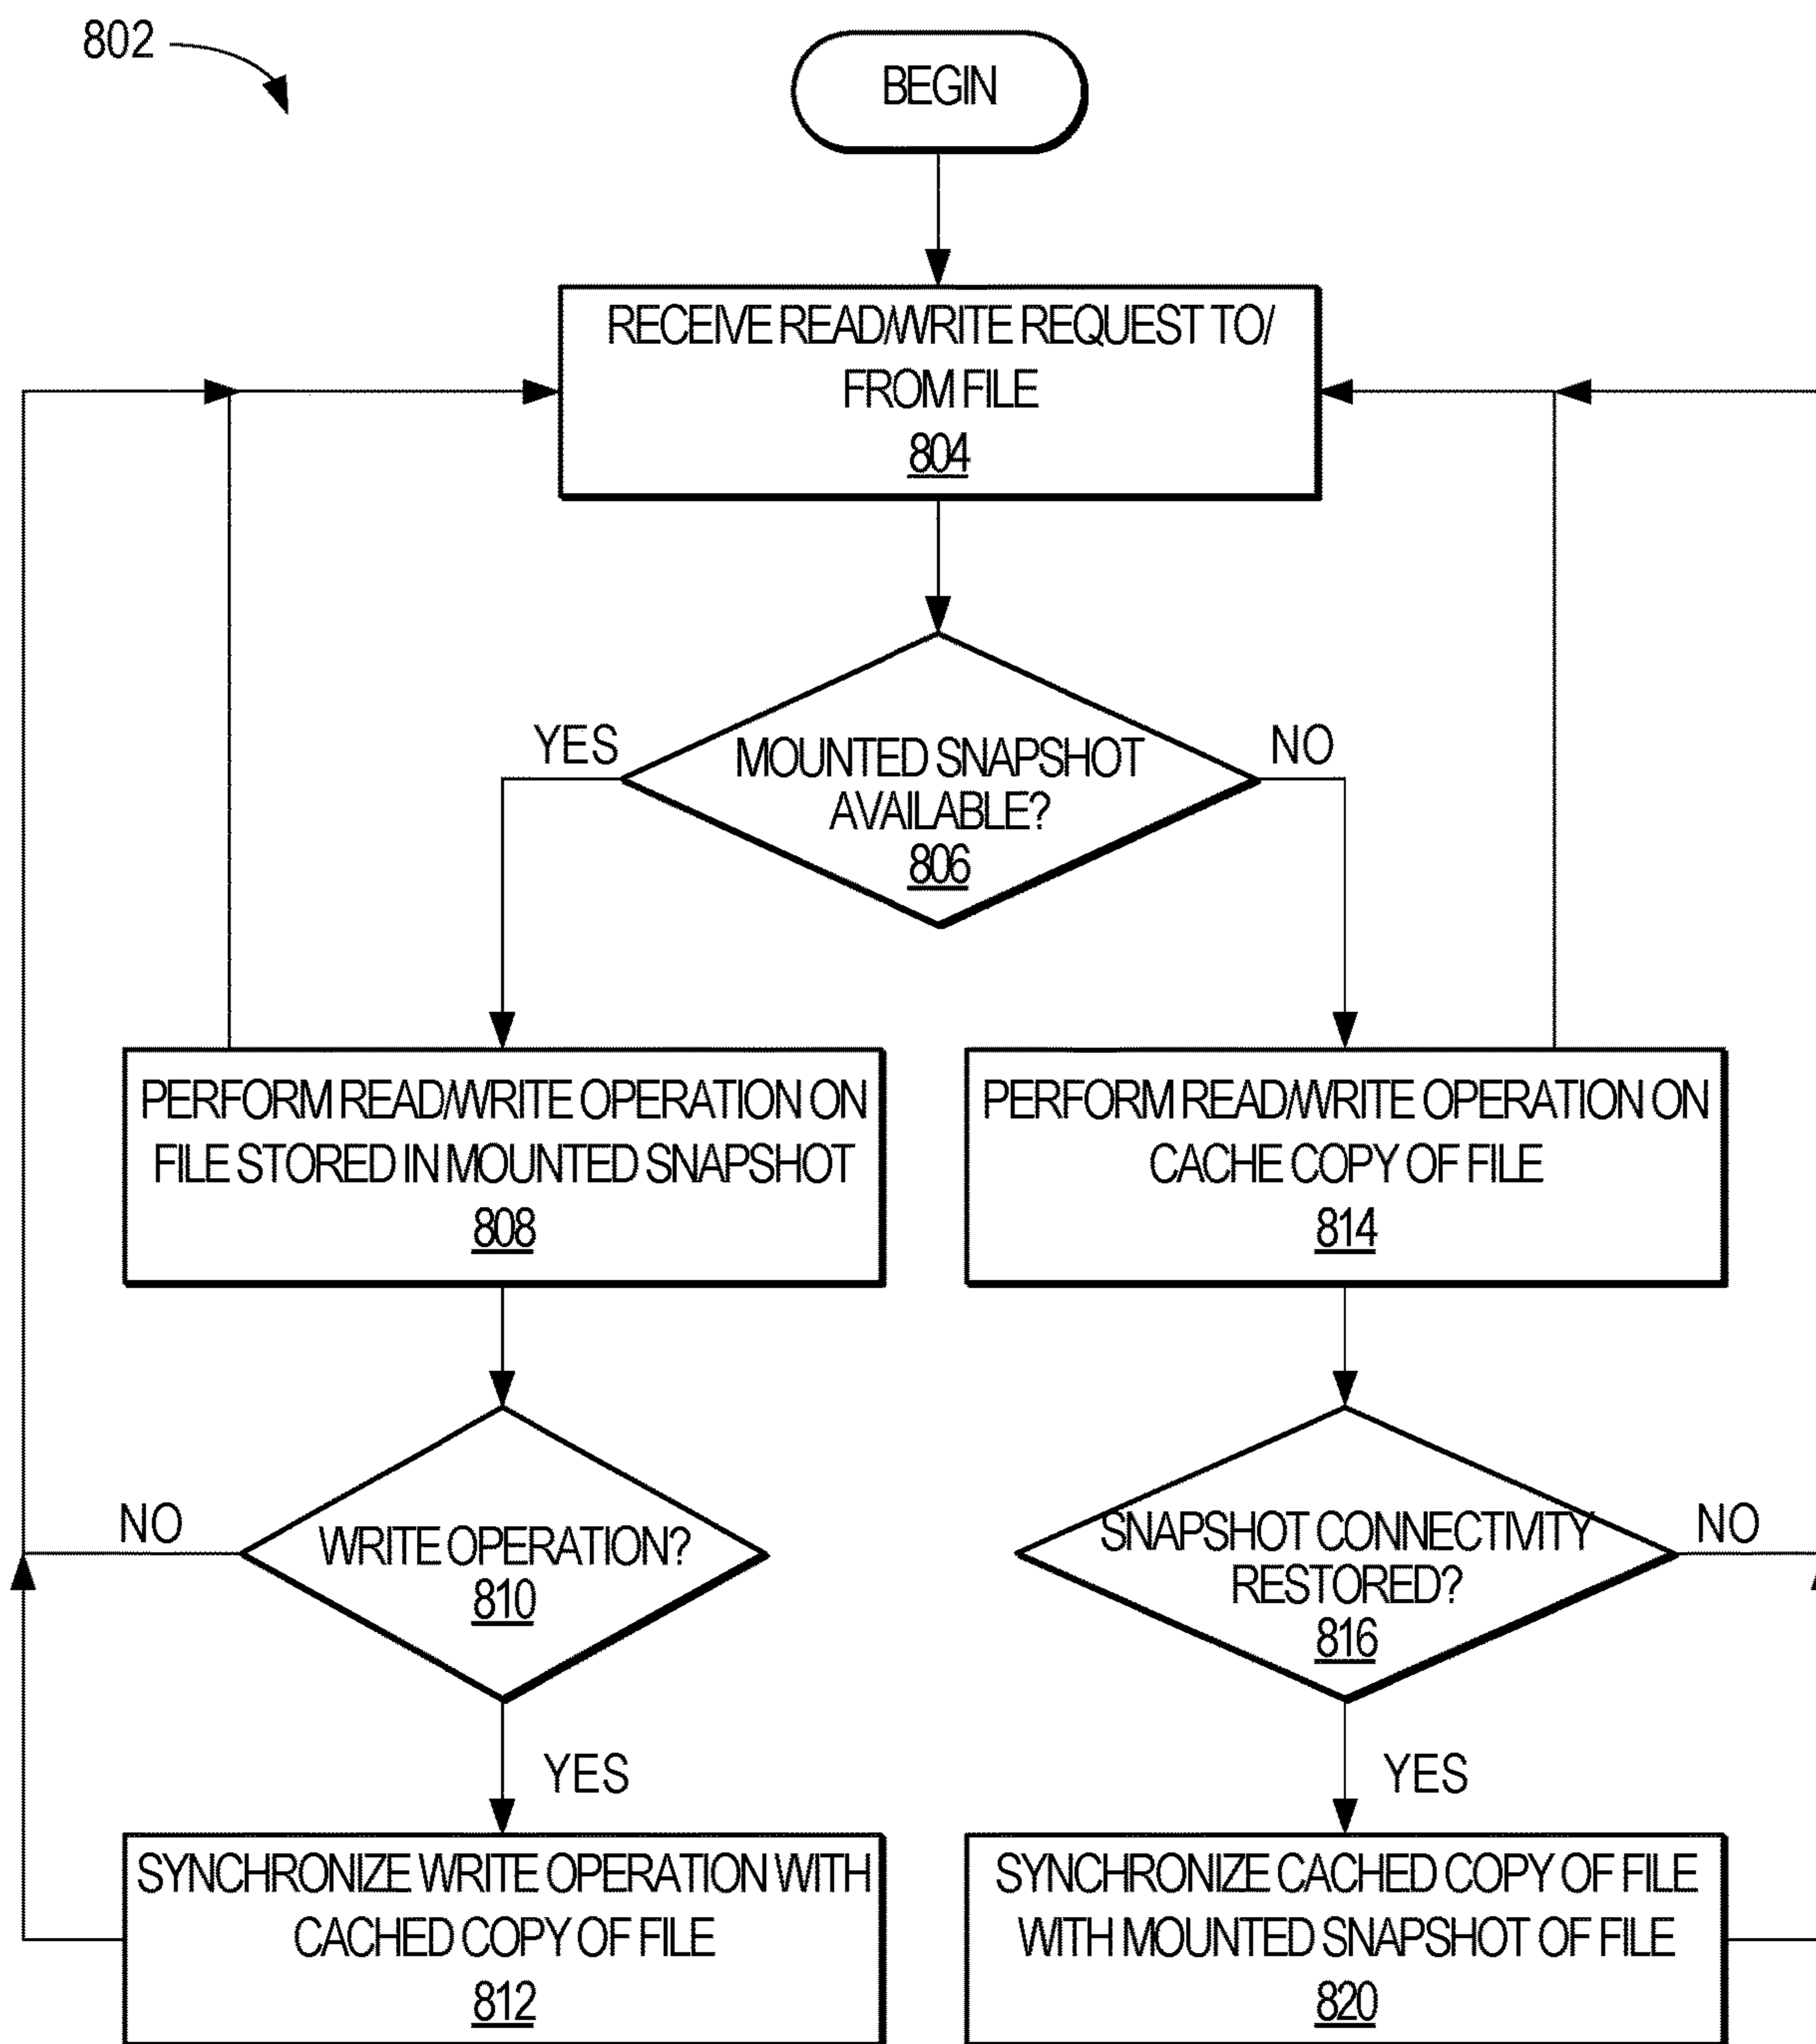 802
BEGIN
RECEIVE READ/WRITE REQUEST TO/
FROM FILE
804
YES
NO
MOUNTED SNAPSHOT
AVAILABLE?
806
PERFORM READ/WRITE OPERATION ON
FILE STORED IN MOUNTED SNAPSHOT
808
PERFORM READ/WRITE OPERATION ON
CACHE COPY OF FILE
814
NO
WRITE OPERATION?
810
SNAPSHOT CONNECTIVITY
RESTORED?
816
NO
YES
YES
SYNCHRONIZE WRITE OPERATION WITH
CACHED COPY OF FILE
812
SYNCHRONIZE CACHED COPY OF FILE
WITH MOUNTED SNAPSHOT OF FILE
820